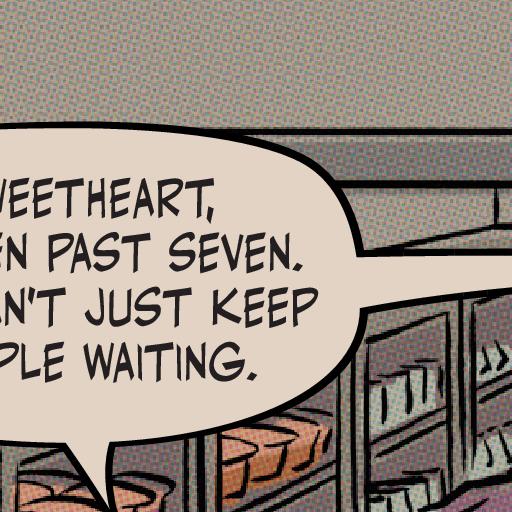 WEETHEART,
EN PAST SEVEN.
AN'T JUST KEEP
PLE WAITING.